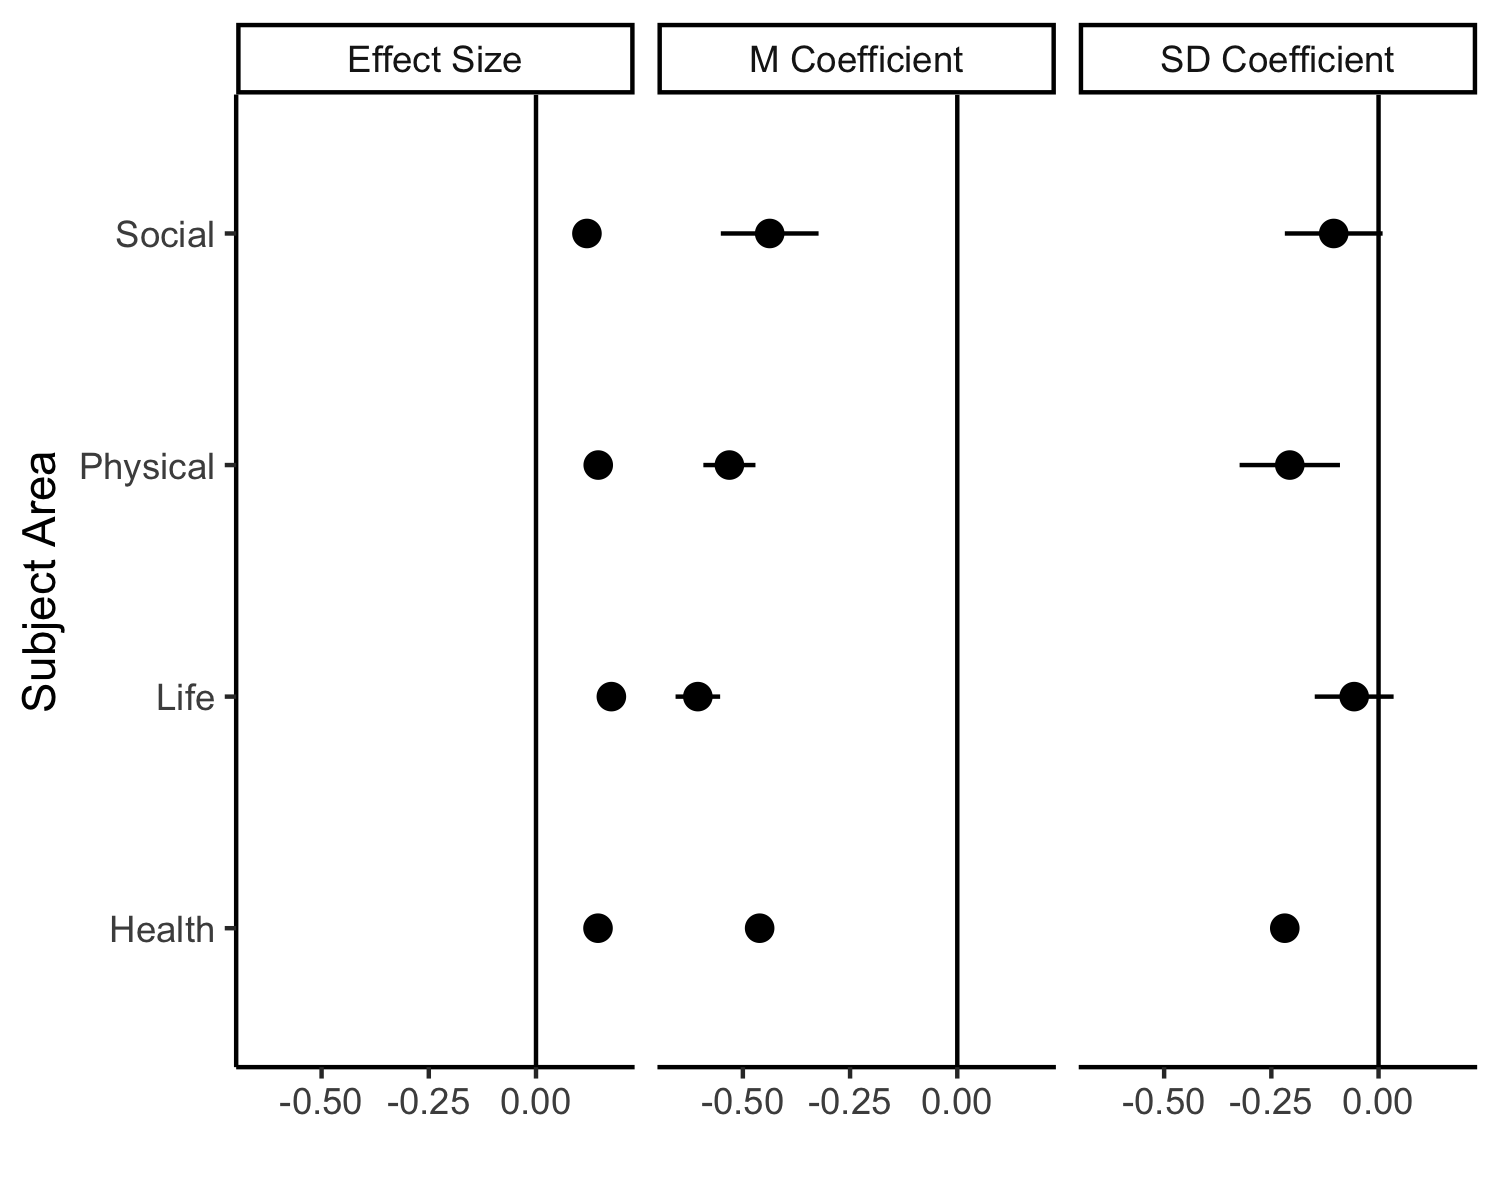 Effect Size
M Coefficient
SD Coefficient
Subject Area
Social
Physical
Life
Health
-0.50 -0.25 0.00
-0.50 -0.25 0.00
-0.50 -0.25 0.00